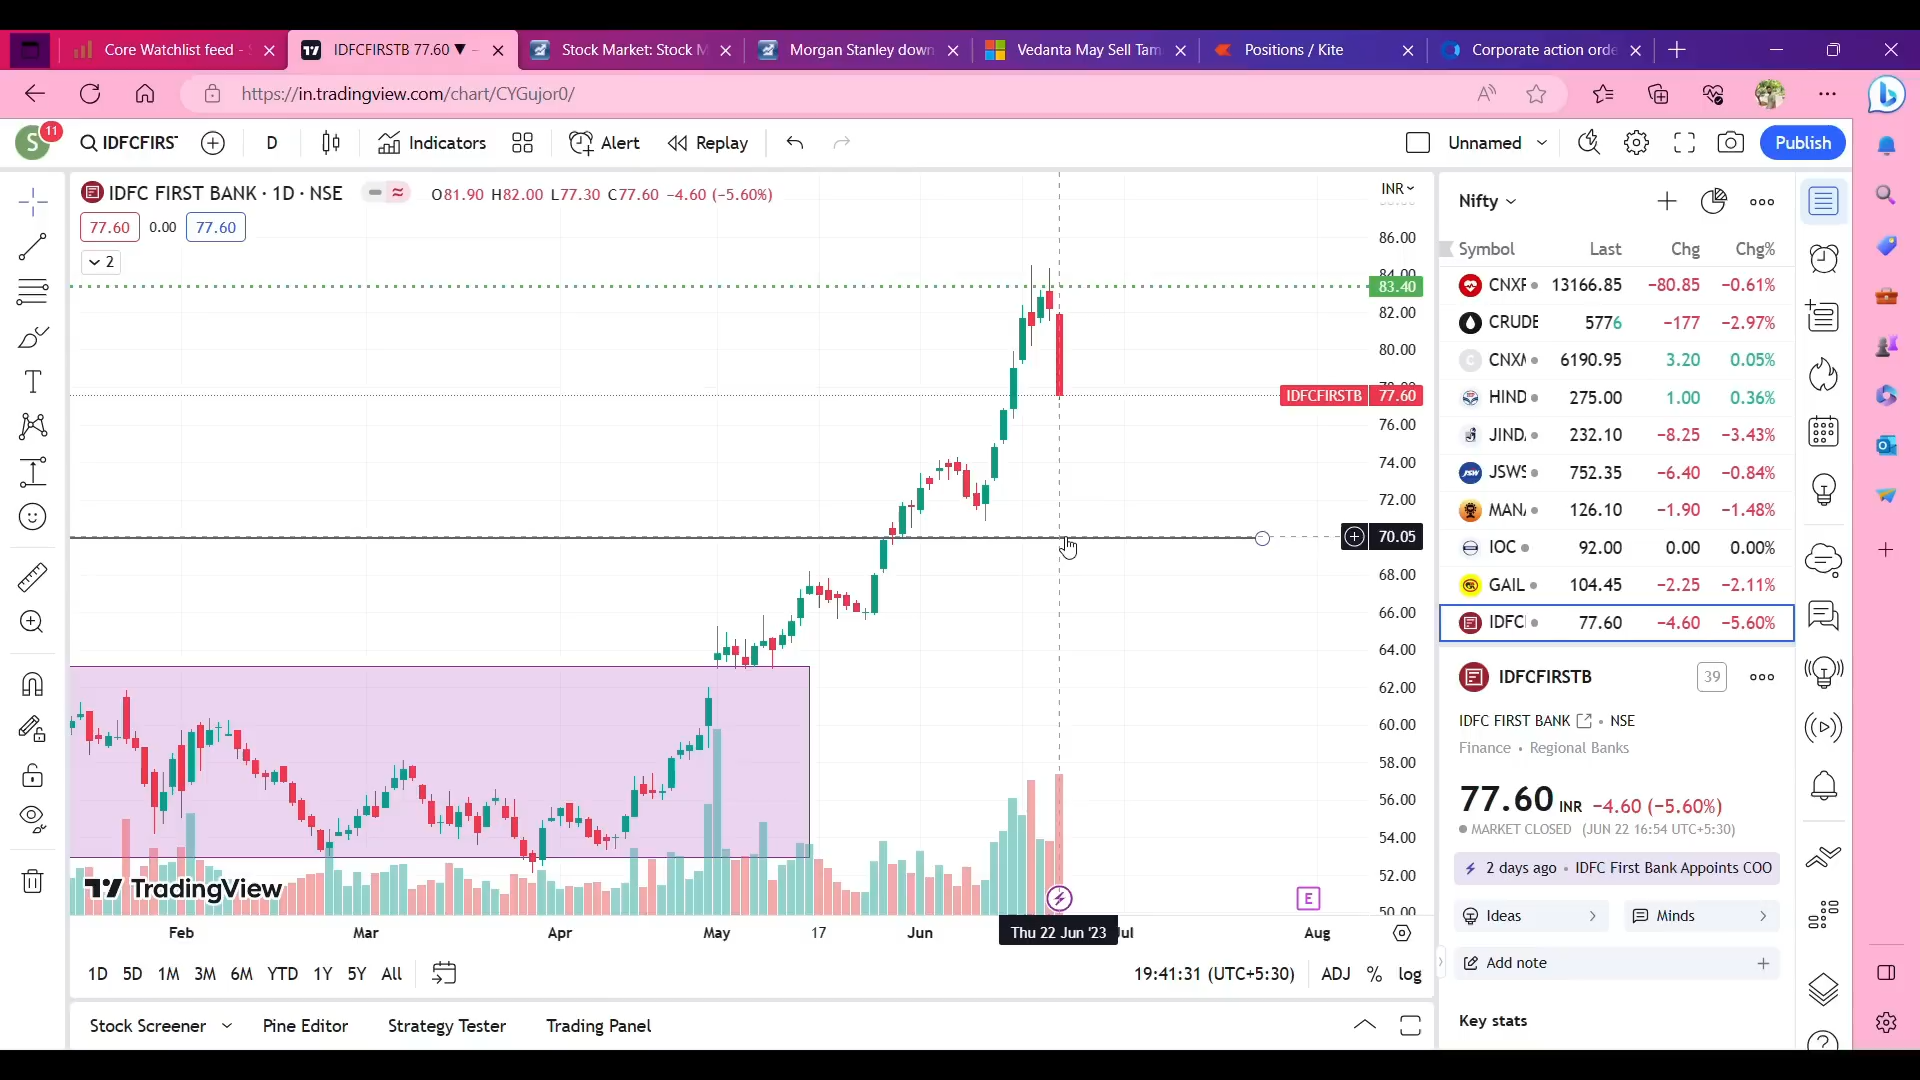 Core Watchlist feed -
IDFCFIRSTB 77.60 ▼ -
Stock Market: Stock M
Morgan Stanley down
Vedanta May Sell Tam
Positions / Kite
Corporate action orde
https://in.tradingview.com/chart/CYGujor0/
S
11
IDFCFIRST
D
Indicators
Alert
Replay
Unnamed
Publish
IDFC FIRST BANK · 1D · NSE
O81.90 H82.00 L77.30 C77.60 −4.60 (−5.60%)
INR
77.60 0.00 77.60
2
86.00
84.00
83.40
82.00
80.00
78.00
IDFCFIRSTB 77.60
76.00
74.00
72.00
70.05
68.00
66.00
64.00
62.00
60.00
58.00
56.00
54.00
52.00
50.00
TradingView
E
Feb Mar Apr May 17 Jun Thu 22 Jun '23 Jul Aug
1D 5D 1M 3M 6M YTD 1Y 5Y All
19:41:31 (UTC+5:30) ADJ % log
Stock Screener Pine Editor Strategy Tester Trading Panel
Nifty
Symbol Last Chg Chg%
CNXF 13166.85 −80.85 −0.61%
CRUDE 5776 −177 −2.97%
C CNXM 6190.95 3.20 0.05%
HIND 275.00 1.00 0.36%
JIND 232.10 −8.25 −3.43%
JSW JSWS 752.35 −6.40 −0.84%
MAN 126.10 −1.90 −1.48%
IOC 92.00 0.00 0.00%
GAIL 104.45 −2.25 −2.11%
IDFC 77.60 −4.60 −5.60%
IDFCFIRSTB 39
IDFC FIRST BANK • NSE
Finance • Regional Banks
77.60 INR −4.60 (−5.60%)
MARKET CLOSED (JUN 22 16:54 UTC+5:30)
2 days ago • IDFC First Bank Appoints COO
Ideas Minds
Add note
Key stats